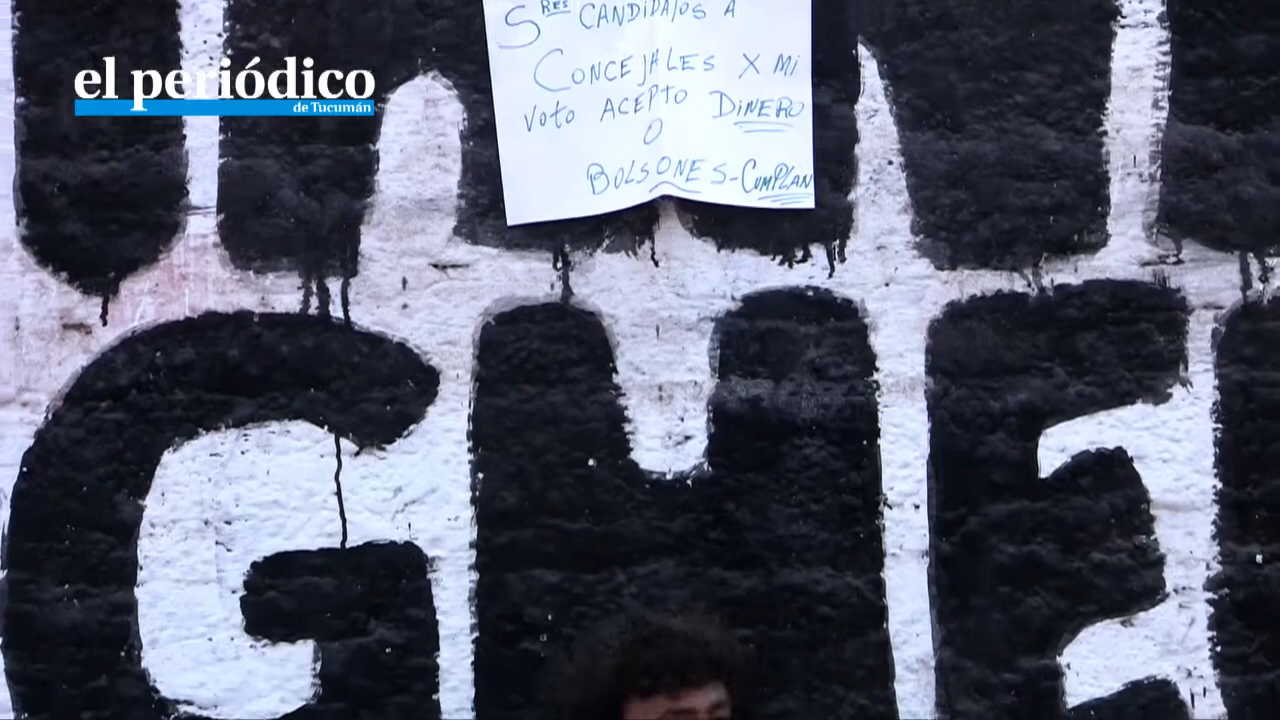 el periódico
de Tucumán
Sres CANDIDATOS A
CONCEJALES X MI
VOTO ACEPTO DINERO
O
BOLSONES-CUMPLAN